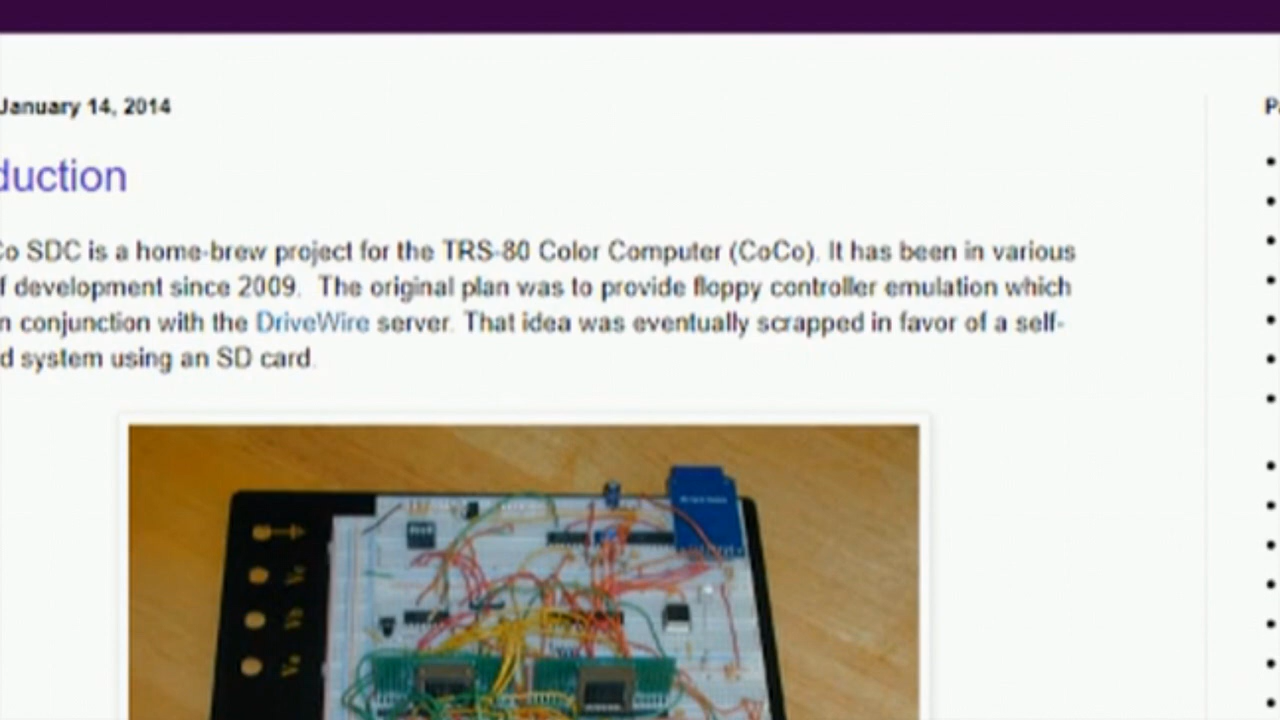 January 14, 2014
duction
Co SDC is a home-brew project for the TRS-80 Color Computer (CoCo). It has been in various
f development since 2009. The original plan was to provide floppy controller emulation which
n conjunction with the DriveWire server. That idea was eventually scrapped in favor of a self-
d system using an SD card.